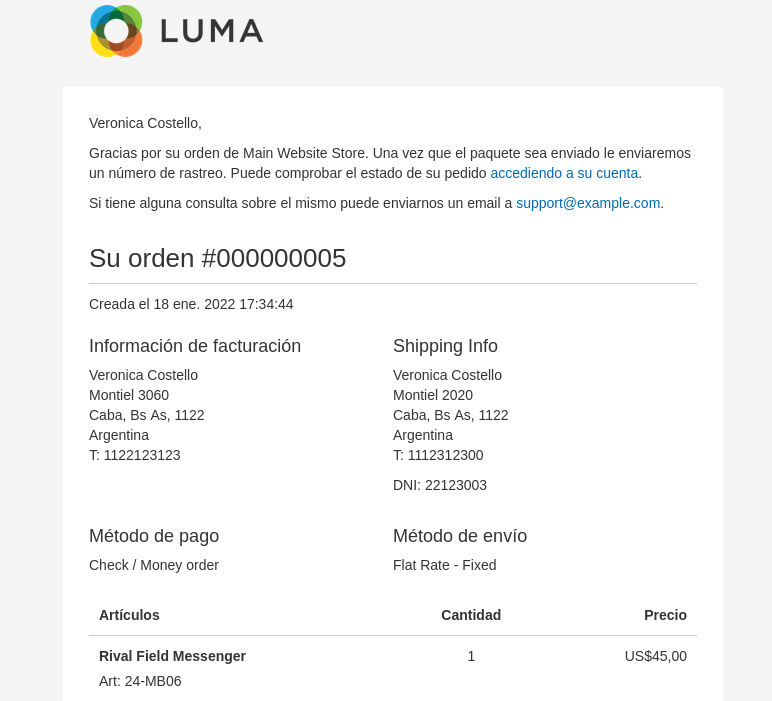 LUMA
Veronica Costello,
Gracias por su orden de Main Website Store. Una vez que el paquete sea enviado le enviaremos
un número de rastreo. Puede comprobar el estado de su pedido accediendo a su cuenta.
Si tiene alguna consulta sobre el mismo puede enviarnos un email a support@example.com.
Su orden #000000005
Creada el 18 ene. 2022 17:34:44
Información de facturación
Veronica Costello
Montiel 3060
Caba, Bs As, 1122
Argentina
T: 1122123123
Shipping Info
Veronica Costello
Montiel 2020
Caba, Bs As, 1122
Argentina
T: 1112312300
DNI: 22123003
Método de pago
Check / Money order
Método de envío
Flat Rate - Fixed
Artículos Cantidad Precio
Rival Field Messenger 1 US$45,00
Art: 24-MB06